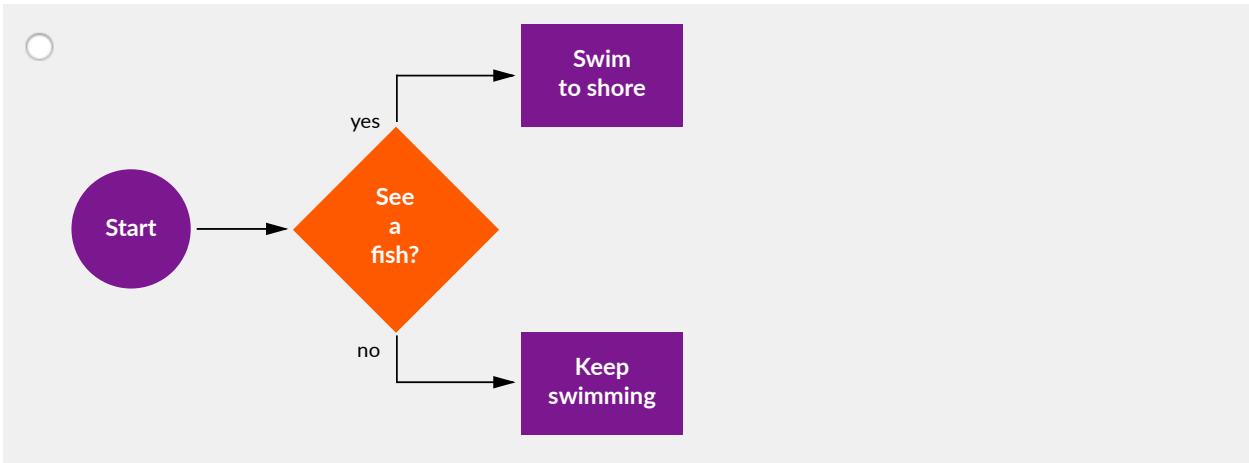 Start
yes
See
a
fish?
no
Swim
to shore
Keep
swimming